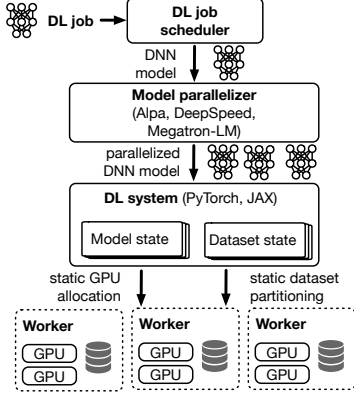 DL job
DL job
scheduler
DNN
model
Model parallelizer
(Alpa, DeepSpeed,
Megatron-LM)
parallelized
DNN model
DL system (PyTorch, JAX)
Model state
Dataset state
static GPU
allocation
static dataset
partitioning
Worker
GPU
GPU
Worker
GPU
GPU
Worker
GPU
GPU